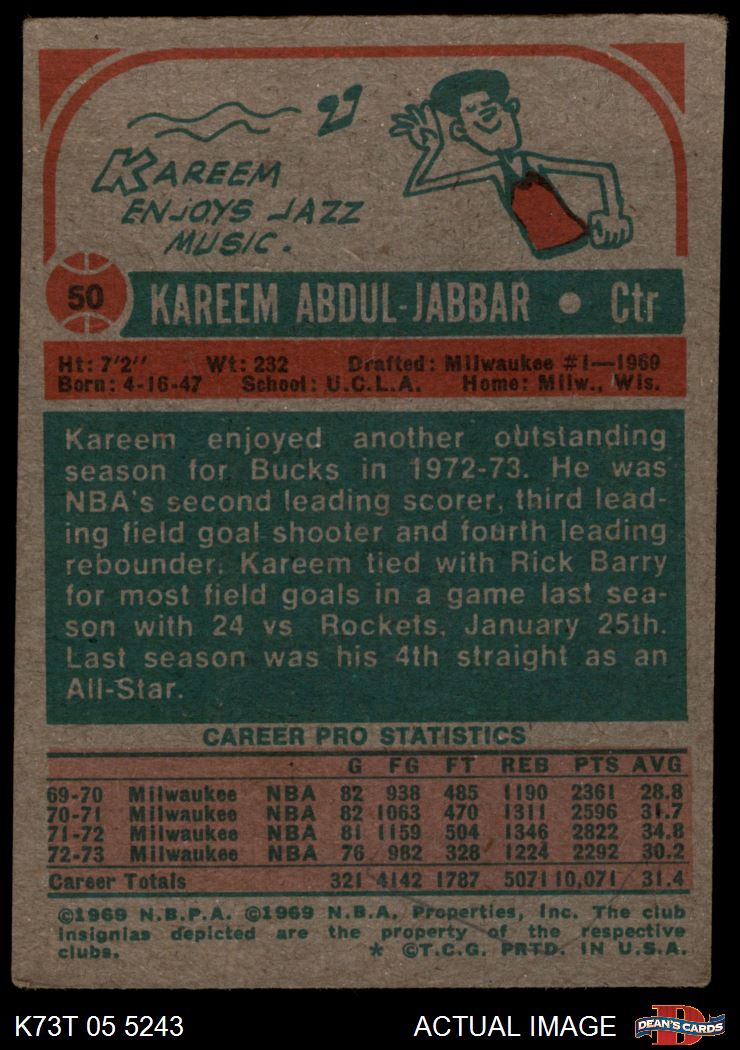 KAREEM
ENJOYS JAZZ
MUSIC.
50 KAREEM ABDUL-JABBAR • Ctr
Ht: 7'2" Wt: 232 Drafted: Milwaukee #1—1969
Born: 4-16-47 School: U.C.L.A. Home: Milw., Wis.
Kareem enjoyed another outstanding
season for Bucks in 1972-73. He was
NBA's second leading scorer, third lead-
ing field goal shooter and fourth leading
rebounder. Kareem tied with Rick Barry
for most field goals in a game last sea-
son with 24 vs Rockets, January 25th.
Last season was his 4th straight as an
All-Star.
CAREER PRO STATISTICS
G FG FT REB PTS AVG
69-70 Milwaukee NBA 82 938 485 1190 2361 28.8
70-71 Milwaukee NBA 82 1063 470 1311 2596 31.7
71-72 Milwaukee NBA 81 1159 504 1346 2822 34.8
72-73 Milwaukee NBA 76 982 328 1224 2292 30.2
Career Totals 321 4142 1787 5071 10,071 31.4
©1969 N.B.P.A. ©1969 N.B.A. Properties, Inc. The club
insignias depicted are the property of the respective
clubs. * ©T.C.G. PRTD. IN U.S.A.
K73T 05 5243 ACTUAL IMAGE D DEAN'S CARDS